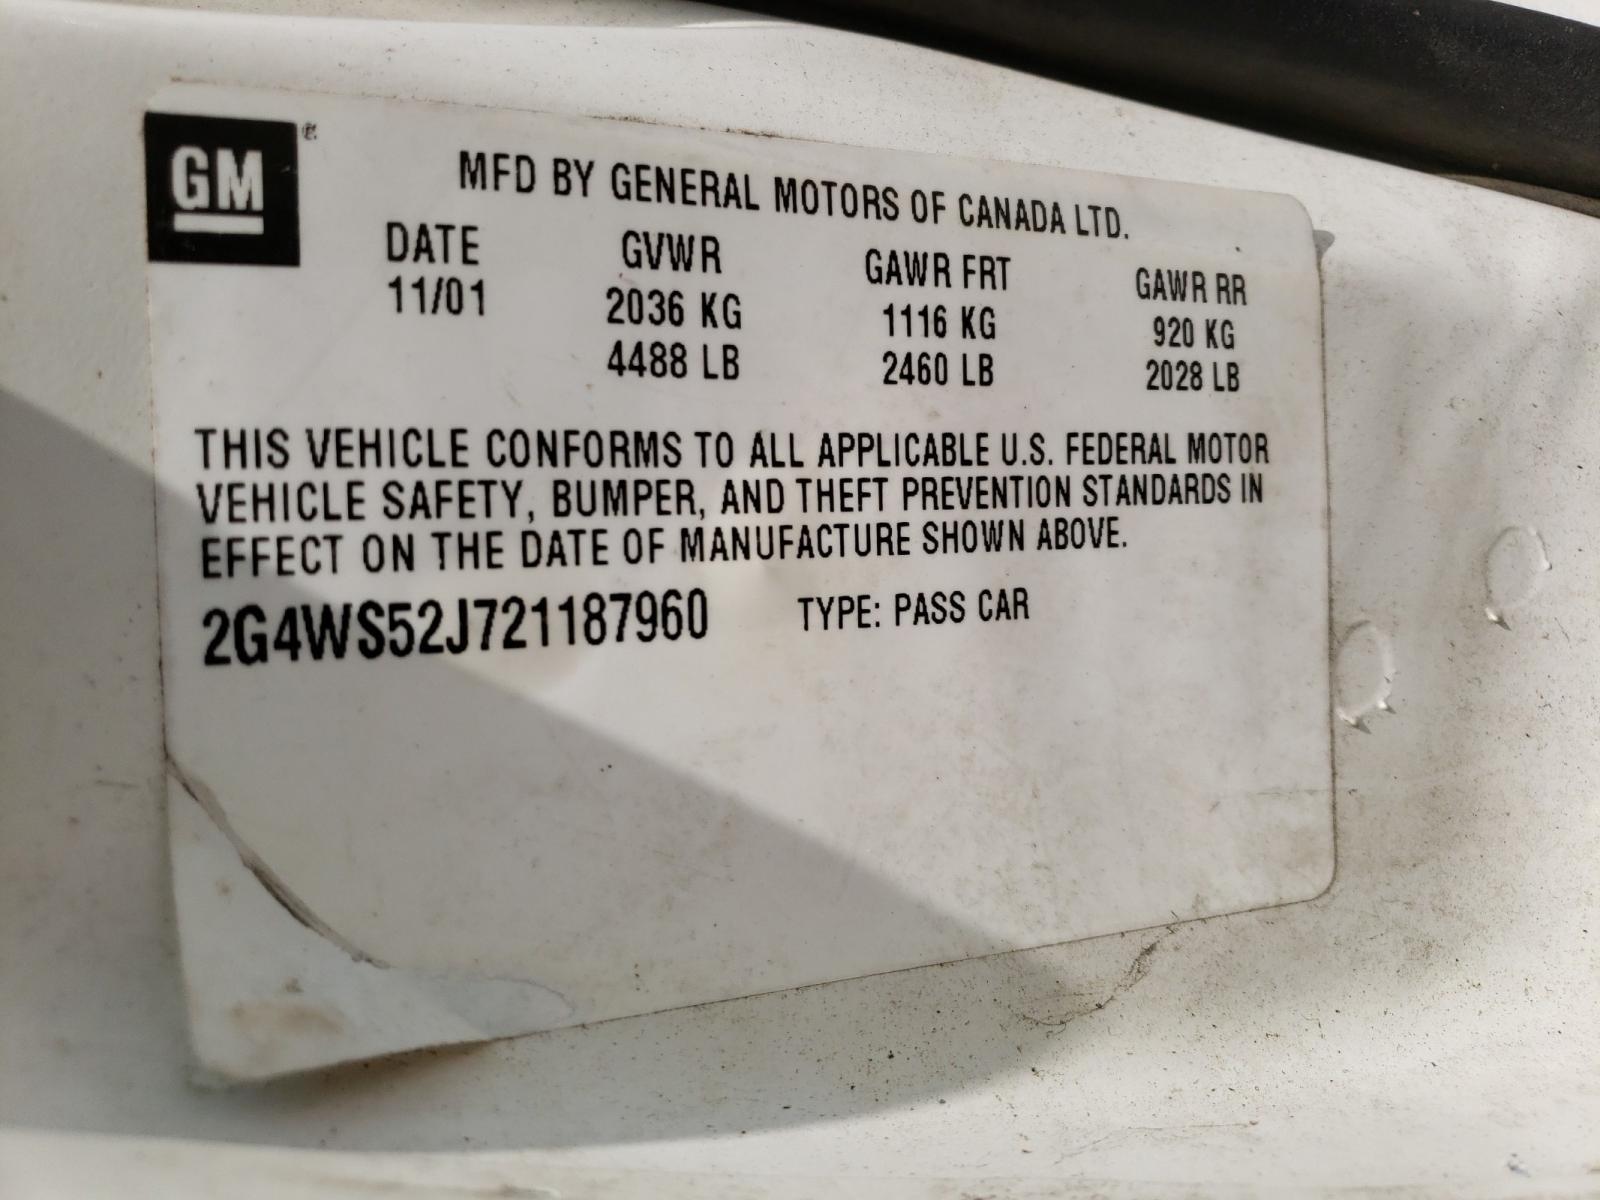 GM
MFD BY GENERAL MOTORS OF CANADA LTD.
DATE GVWR GAWR FRT GAWR RR
11/01 2036 KG 1116 KG 920 KG
4488 LB 2460 LB 2028 LB
THIS VEHICLE CONFORMS TO ALL APPLICABLE U.S. FEDERAL MOTOR
VEHICLE SAFETY, BUMPER, AND THEFT PREVENTION STANDARDS IN
EFFECT ON THE DATE OF MANUFACTURE SHOWN ABOVE.
2G4WS52J721187960 TYPE: PASS CAR